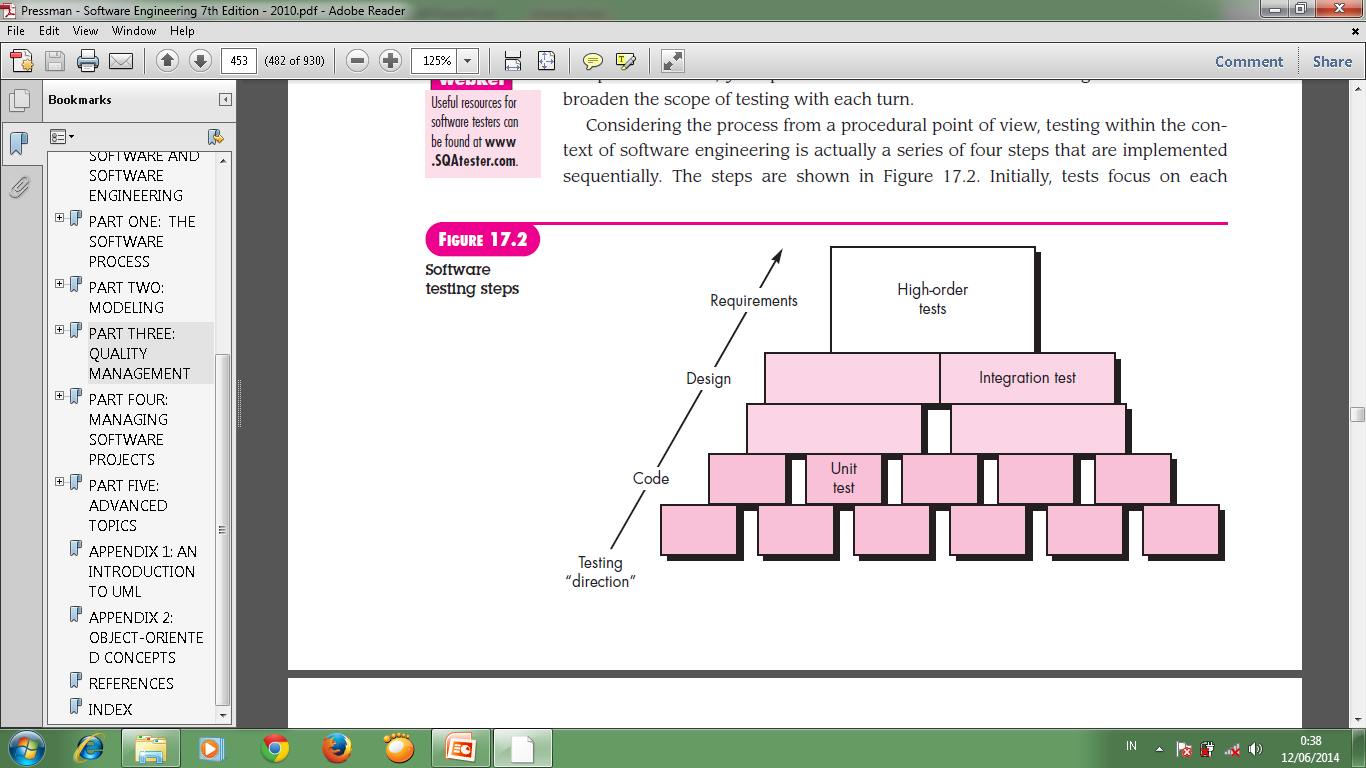 Pressman - Software Engineering 7th Edition - 2010.pdf - Adobe Reader
File Edit View Window Help
453 (482 of 930) 125% Comment Share
Bookmarks
SOFTWARE AND
SOFTWARE
ENGINEERING
PART ONE: THE
SOFTWARE
PROCESS
PART TWO:
MODELING
PART THREE:
QUALITY
MANAGEMENT
PART FOUR:
MANAGING
SOFTWARE
PROJECTS
PART FIVE:
ADVANCED
TOPICS
APPENDIX 1: AN
INTRODUCTION
TO UML
APPENDIX 2:
OBJECT-ORIENTE
D CONCEPTS
REFERENCES
INDEX
WebRef
Useful resources for
software testers can
be found at www
.SQAtester.com.
broaden the scope of testing with each turn.
Considering the process from a procedural point of view, testing within the con-
text of software engineering is actually a series of four steps that are implemented
sequentially. The steps are shown in Figure 17.2. Initially, tests focus on each
FIGURE 17.2
Software
testing steps
Requirements
Design
Code
Testing
“direction”
High-order
tests
Integration test
Unit
test
IN
0:38
12/06/2014